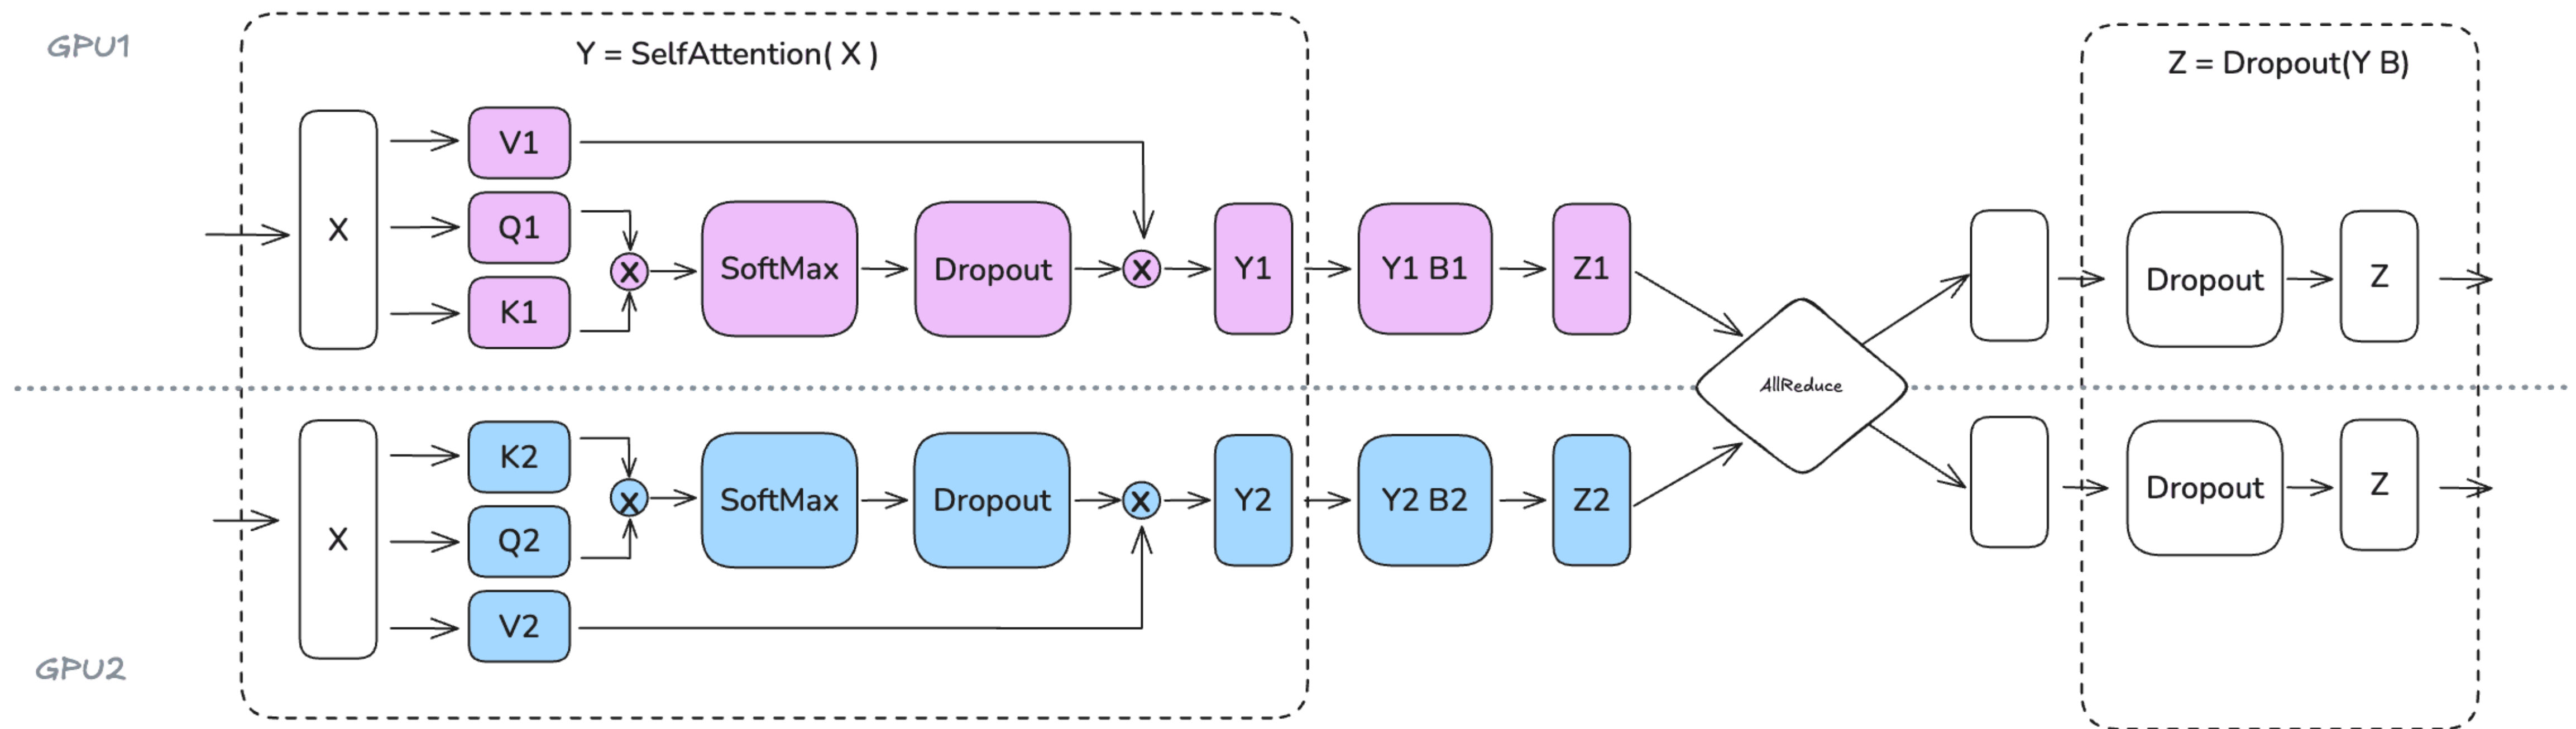 GPU1
Y = SelfAttention( X )
Z = Dropout(Y B)
X
V1
Q1
K1
X
SoftMax
Dropout
X
Y1
Y1 B1
Z1
Dropout
Z
AllReduce
X
K2
Q2
V2
X
SoftMax
Dropout
X
Y2
Y2 B2
Z2
Dropout
Z
GPU2